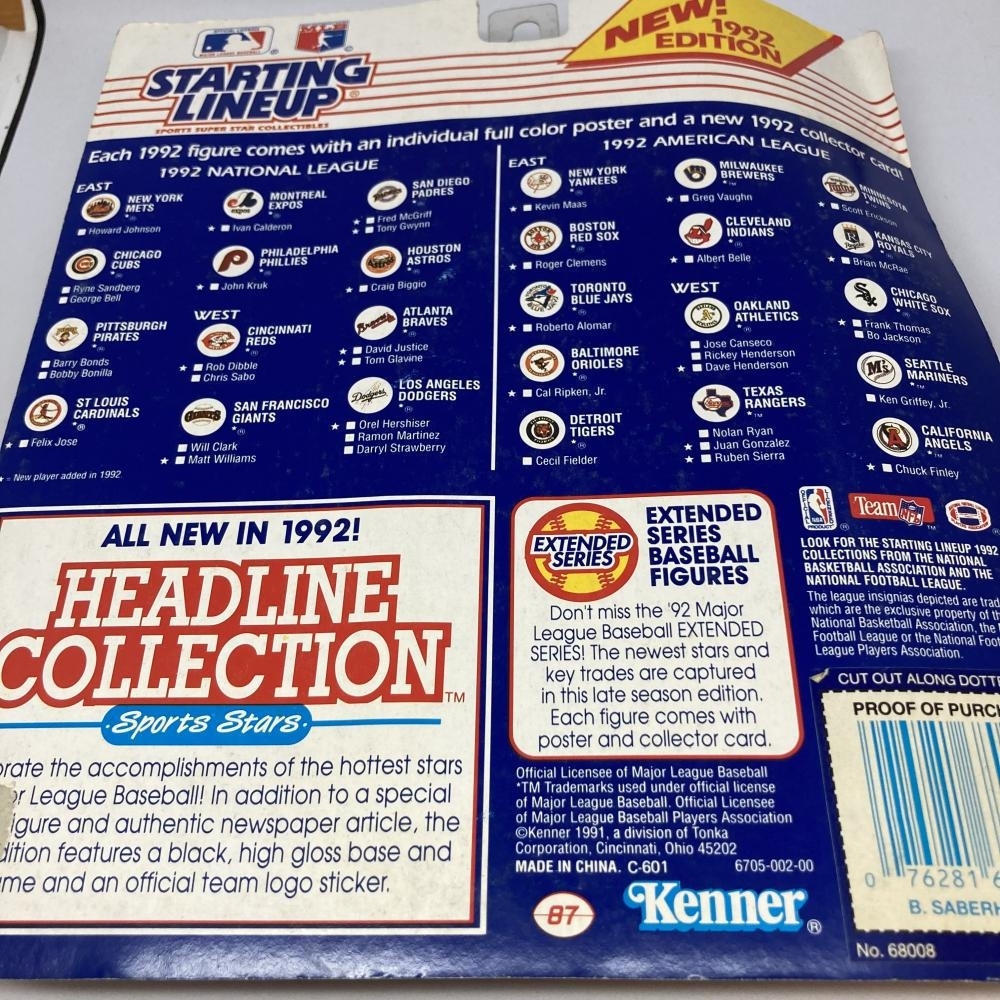 NEW!
1992
EDITION
STARTING
LINEUP®
SPORTS SUPER STAR COLLECTIBLES
Each 1992 figure comes with an individual full color poster and a new 1992 collector card!
1992 NATIONAL LEAGUE
EAST
NEW YORK
METS
Howard Johnson
CHICAGO
CUBS
Ryne Sandberg
George Bell
PITTSBURGH
PIRATES
Barry Bonds
Bobby Bonilla
ST LOUIS
CARDINALS
★ Felix Jose
★ = New player added in 1992
MONTREAL
EXPOS
★ Ivan Calderon
PHILADELPHIA
PHILLIES
★ John Kruk
WEST
CINCINNATI
REDS
★ Rob Dibble
Chris Sabo
SAN FRANCISCO
GIANTS
Will Clark
★ Matt Williams
SAN DIEGO
PADRES
★ Fred McGriff
★ Tony Gwynn
HOUSTON
ASTROS
★ Craig Biggio
ATLANTA
BRAVES
★ David Justice
★ Tom Glavine
LOS ANGELES
DODGERS
★ Orel Hershiser
Ramon Martinez
Darryl Strawberry
1992 AMERICAN LEAGUE
EAST
NEW YORK
YANKEES
★ Kevin Maas
BOSTON
RED SOX
★ Roger Clemens
TORONTO
BLUE JAYS
★ Roberto Alomar
BALTIMORE
ORIOLES
★ Cal Ripken, Jr.
DETROIT
TIGERS
Cecil Fielder
MILWAUKEE
BREWERS
★ Greg Vaughn
CLEVELAND
INDIANS
★ Albert Belle
WEST
OAKLAND
ATHLETICS
Jose Canseco
Rickey Henderson
★ Dave Henderson
TEXAS
RANGERS
Nolan Ryan
★ Juan Gonzalez
★ Ruben Sierra
MINNESOTA
TWINS
★ Scott Erickson
KANSAS CITY
ROYALS
★ Brian McRae
CHICAGO
WHITE SOX
★ Frank Thomas
Bo Jackson
SEATTLE
MARINERS
Ken Griffey, Jr.
CALIFORNIA
ANGELS
★ Chuck Finley
ALL NEW IN 1992!
HEADLINE
COLLECTION™
·Sports Stars·
orate the accomplishments of the hottest stars
or League Baseball! In addition to a special
igure and authentic newspaper article, the
dition features a black, high gloss base and
me and an official team logo sticker.
EXTENDED
SERIES
EXTENDED
SERIES
BASEBALL
FIGURES
Don't miss the '92 Major
League Baseball EXTENDED
SERIES! The newest stars and
key trades are captured
in this late season edition.
Each figure comes with
poster and collector card.
Official Licensee of Major League Baseball
*TM Trademarks used under official license
of Major League Baseball. Official Licensee
of Major League Baseball Players Association
©Kenner 1991, a division of Tonka
Corporation, Cincinnati, Ohio 45202
MADE IN CHINA. C-601 6705-002-00
87
Kenner®
Team NFL™
LOOK FOR THE STARTING LINEUP 1992
COLLECTIONS FROM THE NATIONAL
BASKETBALL ASSOCIATION AND THE
NATIONAL FOOTBALL LEAGUE.
The league insignias depicted are trad
which are the exclusive property of th
National Basketball Association, the
Football League or the National Foo
League Players Association.
CUT OUT ALONG DOTTE
PROOF OF PURCH
0 76281 6
B. SABERH
No. 68008